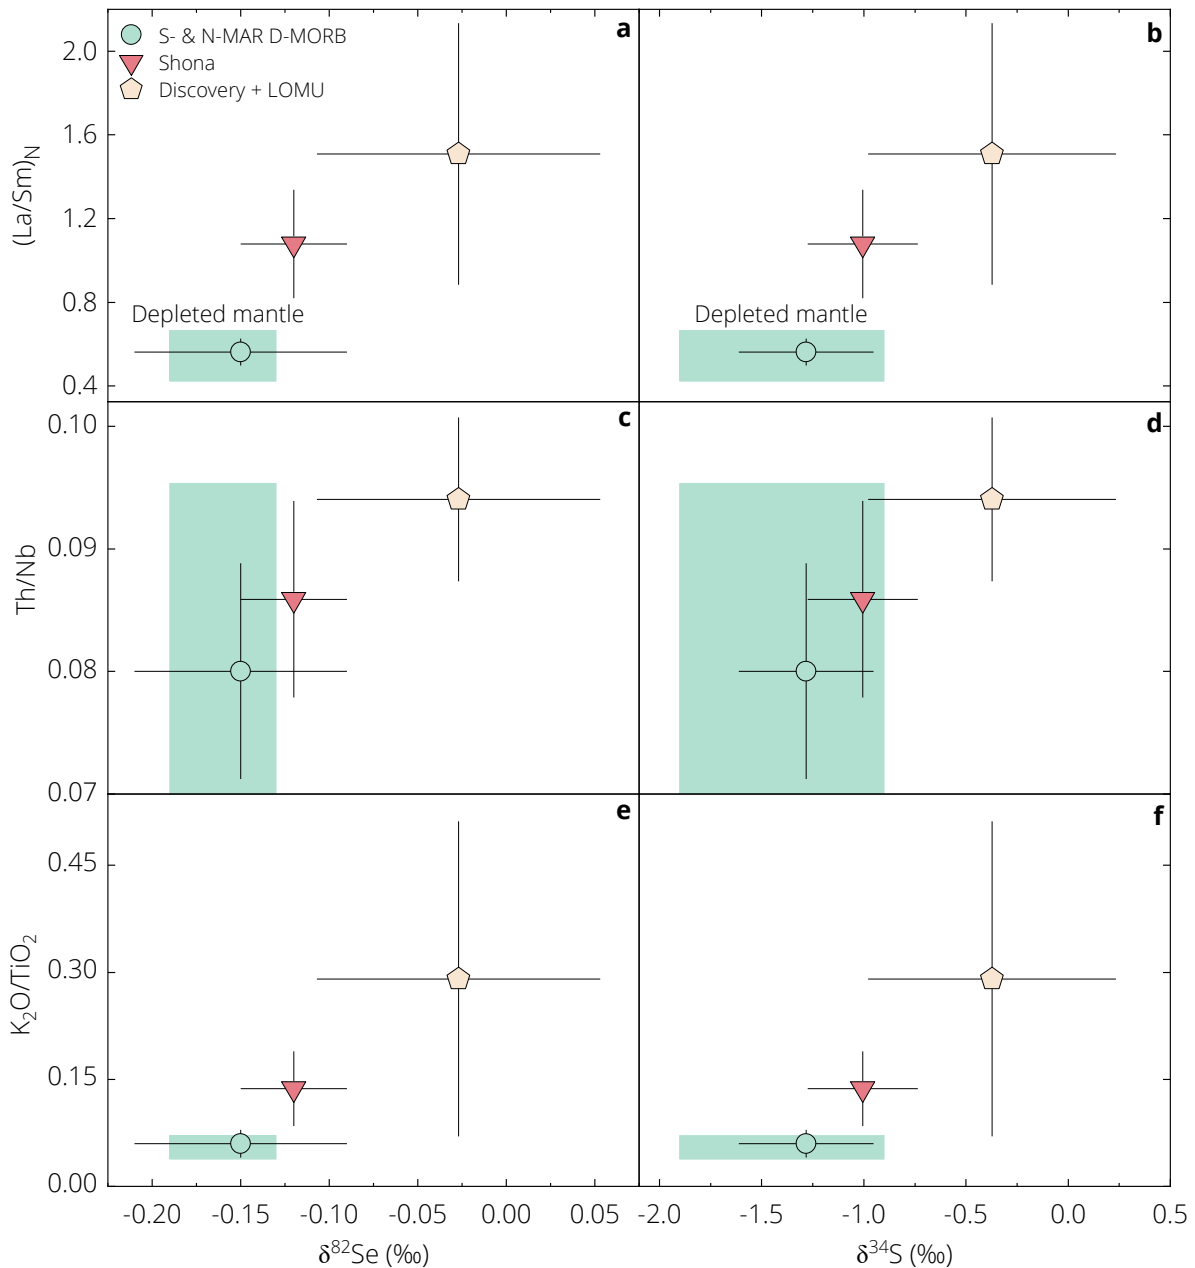 a
b
S- & N-MAR D-MORB
Shona
Discovery + LOMU
2.0
1.6
1.2
0.8
0.4
(La/Sm)N
Depleted mantle
Depleted mantle
c
d
0.10
0.09
0.08
0.07
Th/Nb
e
f
0.45
0.30
0.15
0.00
K₂O/TiO₂
-0.20 -0.15 -0.10 -0.05 0.00 0.05
-2.0 -1.5 -1.0 -0.5 0.0 0.5
δ⁸²Se (‰)
δ³⁴S (‰)